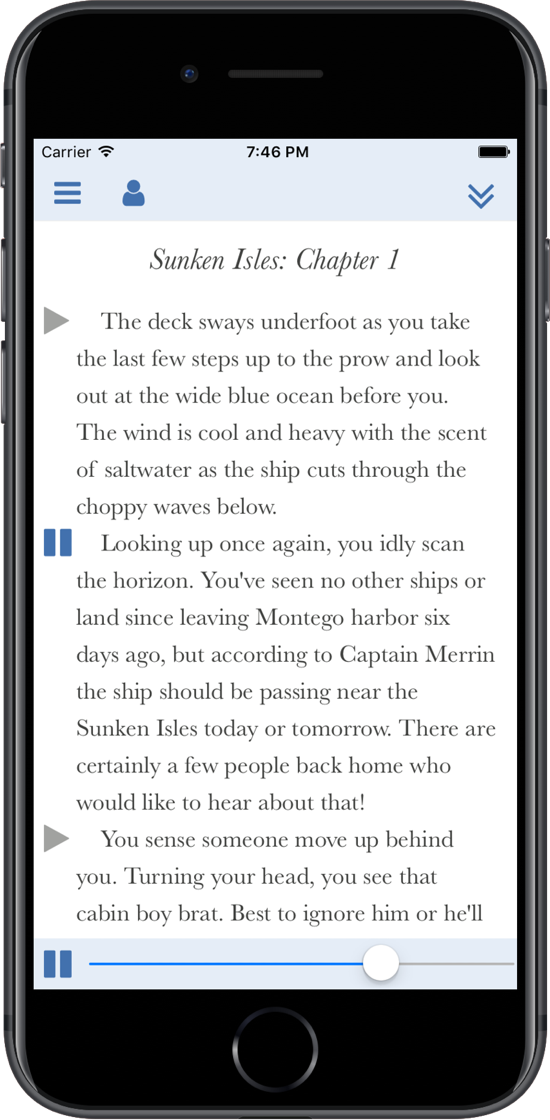 Carrier 7:46 PM
Sunken Isles: Chapter 1
The deck sways underfoot as you take
the last few steps up to the prow and look
out at the wide blue ocean before you.
The wind is cool and heavy with the scent
of saltwater as the ship cuts through the
choppy waves below.
Looking up once again, you idly scan
the horizon. You've seen no other ships or
land since leaving Montego harbor six
days ago, but according to Captain Merrin
the ship should be passing near the
Sunken Isles today or tomorrow. There are
certainly a few people back home who
would like to hear about that!
You sense someone move up behind
you. Turning your head, you see that
cabin boy brat. Best to ignore him or he'll